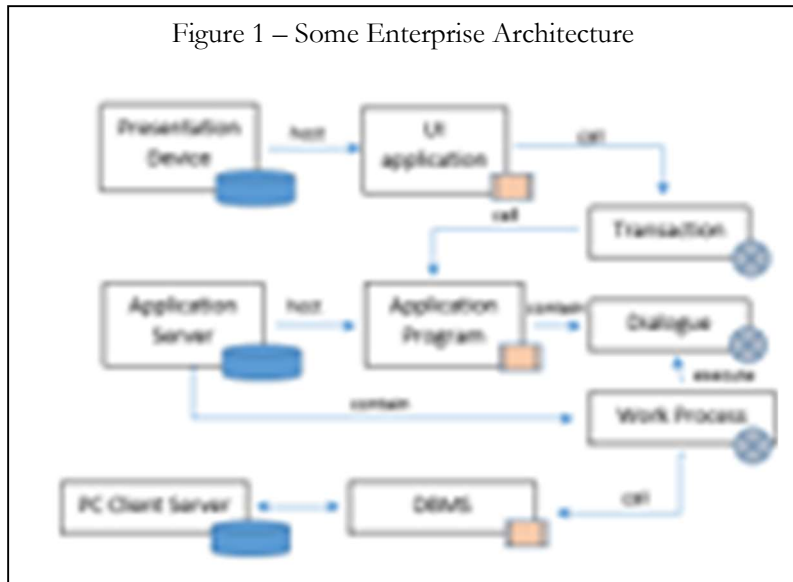 Figure 1 – Some Enterprise Architecture
Presentation
Device
host
UI
application
call
call
Transaction
Application
Server
host
Application
Program
contain
Dialogue
execute
contain
Work Process
PC Client Server
DBMS
call